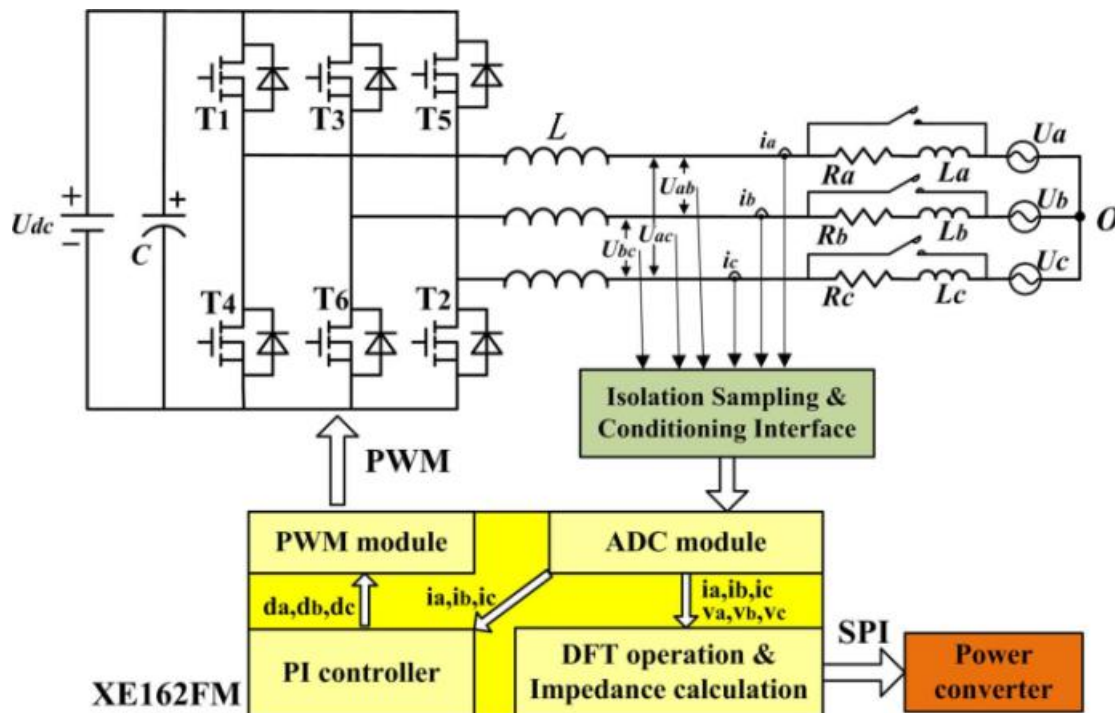 T1
T3
T5
L
ia
Ua
Ra
La
Uab
ib
Ub
O
Udc
+
−
+
C
Ubc
Uac
Rb
Lb
ic
Uc
Rc
Lc
T4
T6
T2
Isolation Sampling &
Conditioning Interface
PWM
PWM module
ADC module
da,db,dc
ia,ib,ic
ia,ib,ic
va,vb,vc
SPI
PI controller
DFT operation &
Impedance calculation
Power
converter
XE162FM